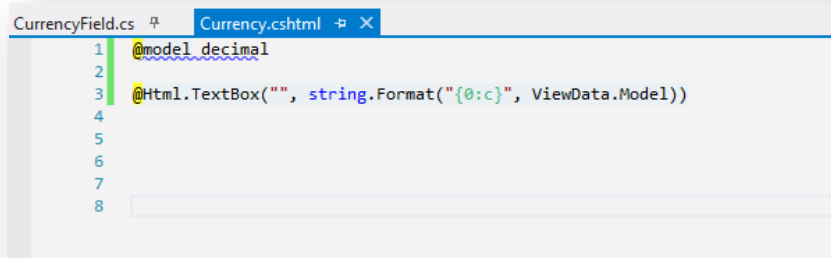 CurrencyField.cs Currency.cshtml
1 @model decimal
2
3 @Html.TextBox("", string.Format("{0:c}", ViewData.Model))
4
5
6
7
8